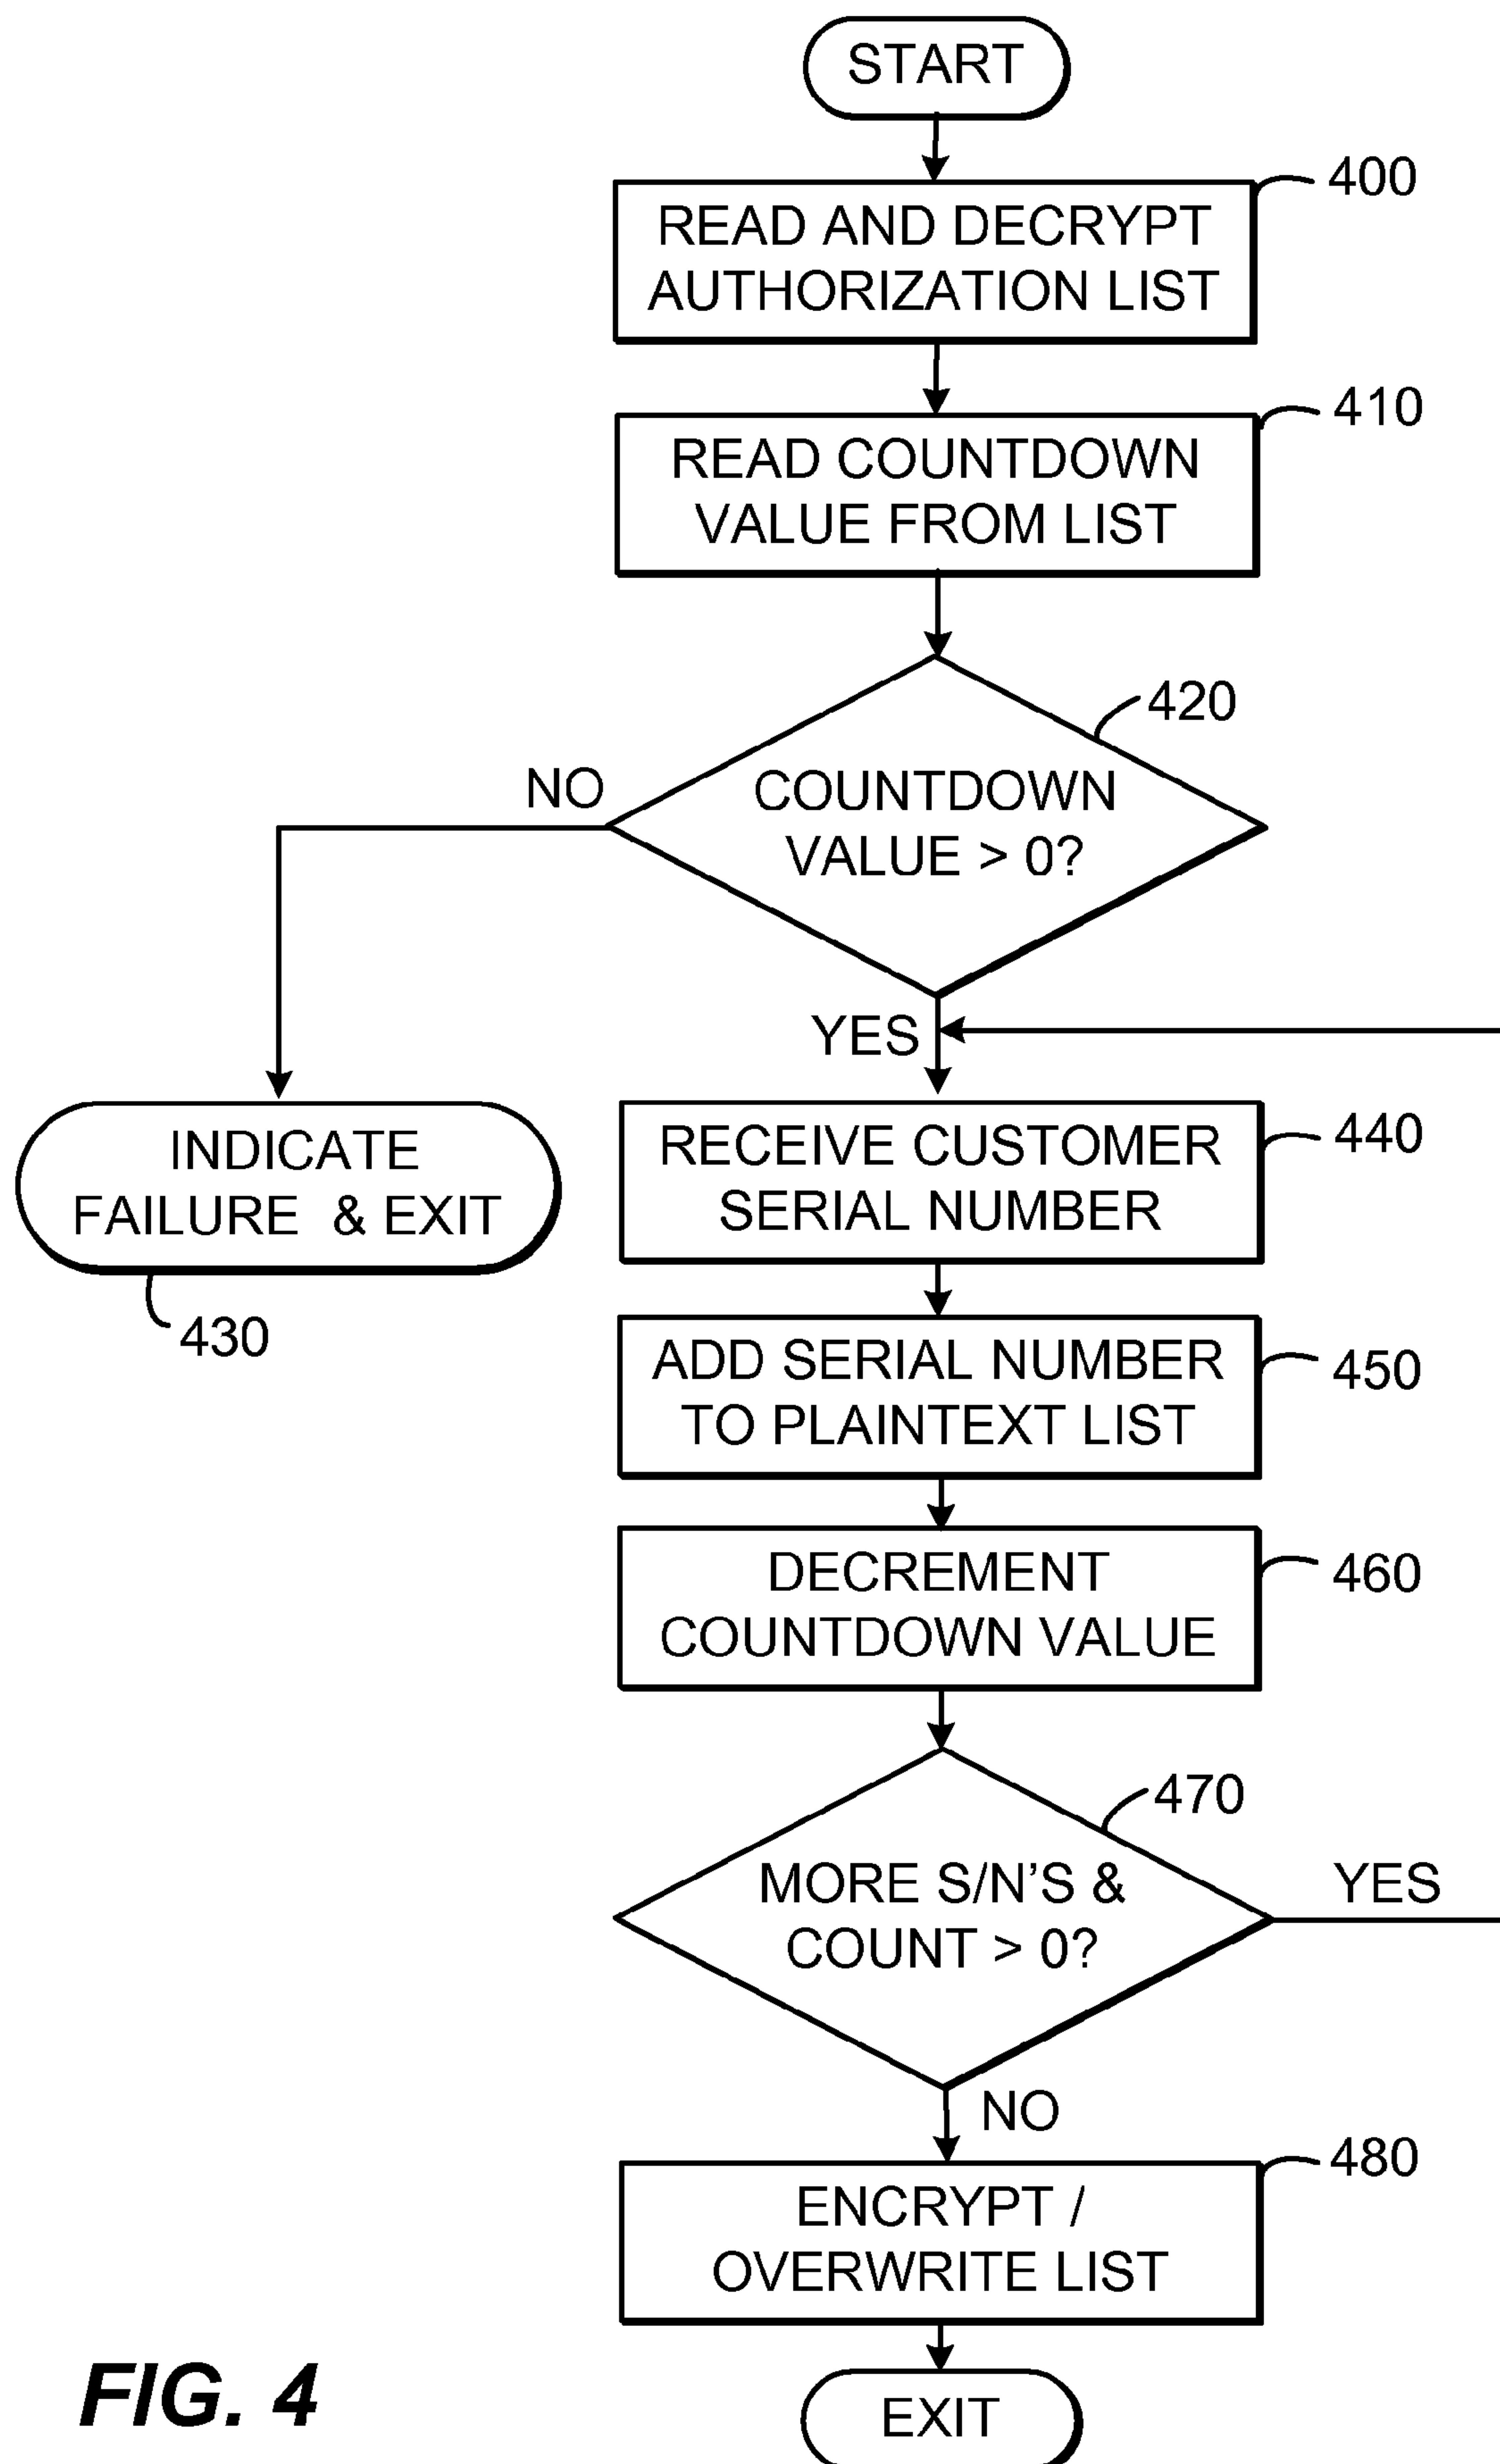 START
400
READ AND DECRYPT
AUTHORIZATION LIST
410
READ COUNTDOWN
VALUE FROM LIST
420
COUNTDOWN
VALUE > 0?
NO
YES
INDICATE
FAILURE & EXIT
430
440
RECEIVE CUSTOMER
SERIAL NUMBER
450
ADD SERIAL NUMBER
TO PLAINTEXT LIST
460
DECREMENT
COUNTDOWN VALUE
470
MORE S/N’S &
COUNT > 0?
YES
NO
480
ENCRYPT /
OVERWRITE LIST
EXIT
FIG. 4